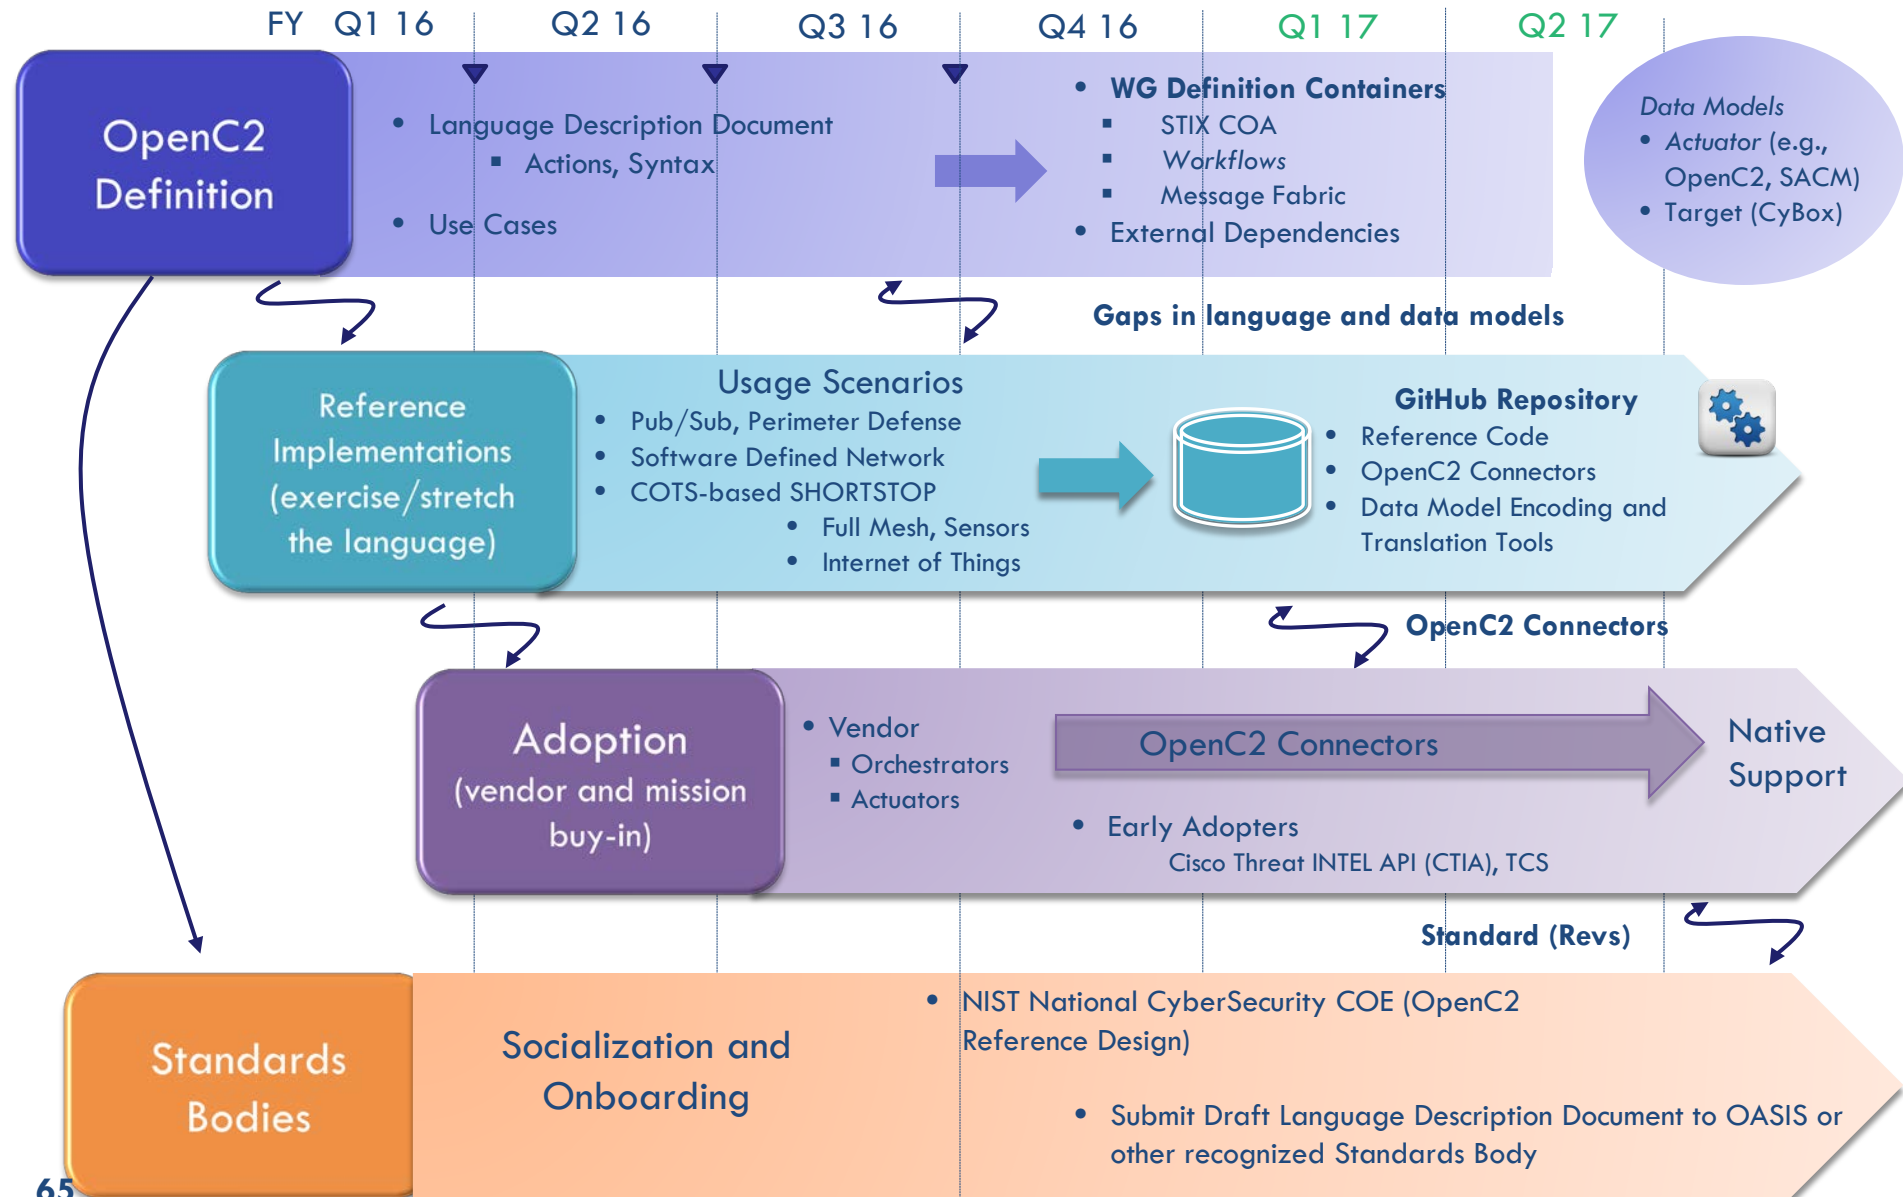 FY Q1 16 Q2 16 Q3 16 Q4 16 Q1 17 Q2 17
OpenC2
Definition
• Language Description Document
▪ Actions, Syntax
• Use Cases
• WG Definition Containers
▪ STIX COA
▪ Workflows
▪ Message Fabric
• External Dependencies
Data Models
• Actuator (e.g.,
OpenC2, SACM)
• Target (CyBox)
Gaps in language and data models
Reference
Implementations
(exercise/stretch
the language)
Usage Scenarios
• Pub/Sub, Perimeter Defense
• Software Defined Network
• COTS-based SHORTSTOP
• Full Mesh, Sensors
• Internet of Things
GitHub Repository
• Reference Code
• OpenC2 Connectors
• Data Model Encoding and
Translation Tools
OpenC2 Connectors
Adoption
(vendor and mission
buy-in)
• Vendor
▪ Orchestrators
▪ Actuators
OpenC2 Connectors
• Early Adopters
Cisco Threat INTEL API (CTIA), TCS
Native
Support
Standard (Revs)
Standards
Bodies
Socialization and
Onboarding
• NIST National CyberSecurity COE (OpenC2
Reference Design)
• Submit Draft Language Description Document to OASIS or
other recognized Standards Body
65